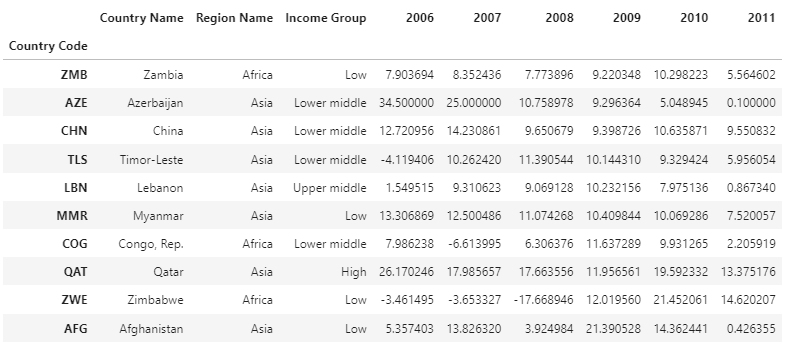 Country Name Region Name Income Group 2006 2007 2008 2009 2010 2011
Country Code
ZMB Zambia Africa Low 7.903694 8.352436 7.773896 9.220348 10.298223 5.564602
AZE Azerbaijan Asia Lower middle 34.500000 25.000000 10.758978 9.296364 5.048945 0.100000
CHN China Asia Lower middle 12.720956 14.230861 9.650679 9.398726 10.635871 9.550832
TLS Timor-Leste Asia Lower middle -4.119406 10.262420 11.390544 10.144310 9.329424 5.956054
LBN Lebanon Asia Upper middle 1.549515 9.310623 9.069128 10.232156 7.975136 0.867340
MMR Myanmar Asia Low 13.306869 12.500486 11.074268 10.409844 10.069286 7.520057
COG Congo, Rep. Africa Lower middle 7.986238 -6.613995 6.306376 11.637289 9.931265 2.205919
QAT Qatar Asia High 26.170246 17.985657 17.663556 11.956561 19.592332 13.375176
ZWE Zimbabwe Africa Low -3.461495 -3.653327 -17.668946 12.019560 21.452061 14.620207
AFG Afghanistan Asia Low 5.357403 13.826320 3.924984 21.390528 14.362441 0.426355